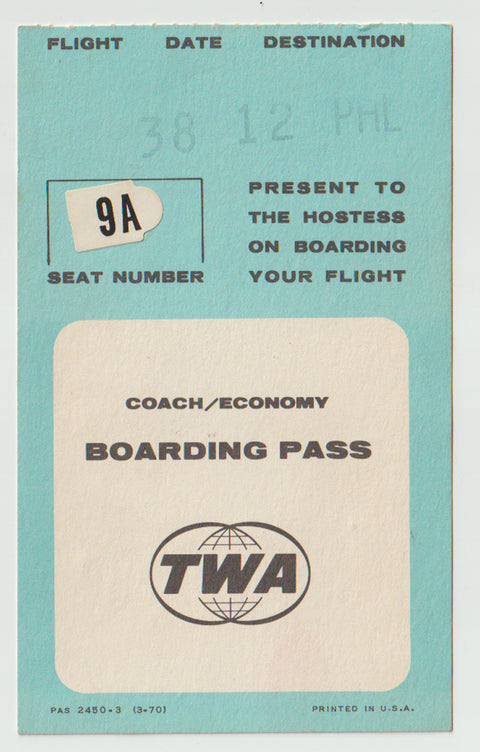 FLIGHT DATE DESTINATION
38 12 PHL
9A
SEAT NUMBER
PRESENT TO
THE HOSTESS
ON BOARDING
YOUR FLIGHT
COACH/ECONOMY
BOARDING PASS
TWA
PAS 2450-3 (3-70) PRINTED IN U.S.A.